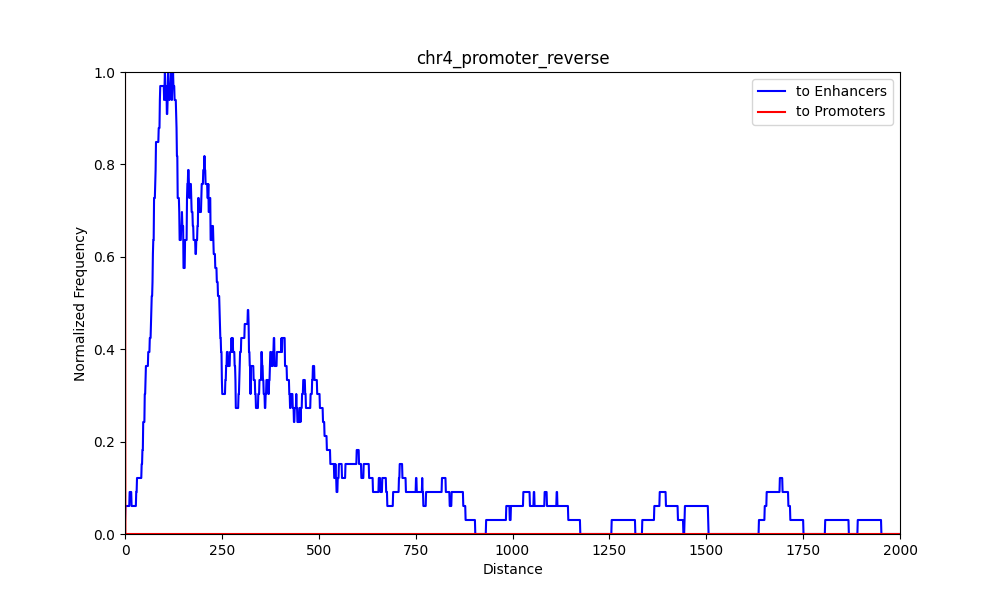 chr4_promoter_reverse
to Enhancers
to Promoters
Normalized Frequency
1.0
0.8
0.6
0.4
0.2
0.0
0 250 500 750 1000 1250 1500 1750 2000
Distance